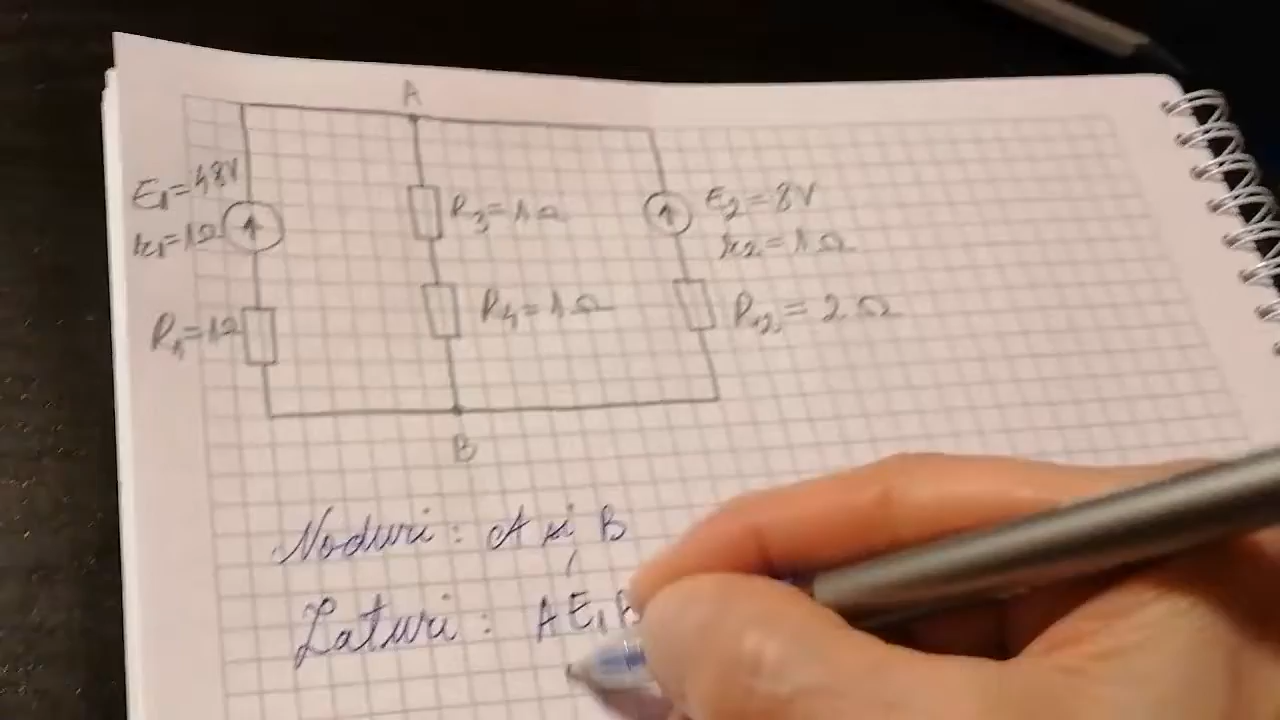 A
E1=48V
r1=1Ω
R1=1Ω
R3=1Ω
R4=1Ω
E2=8V
r2=1Ω
R2=2Ω
B
Noduri: A și B
Laturi: AE1B